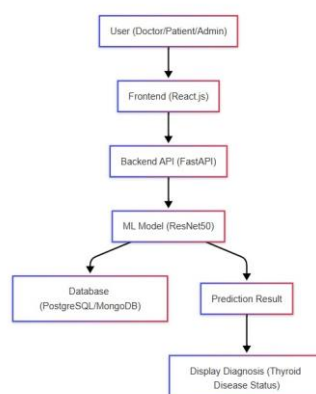 User (Doctor/Patient/Admin)
Frontend (React.js)
Backend API (FastAPI)
ML Model (ResNet50)
Database
(PostgreSQL/MongoDB)
Prediction Result
Display Diagnosis (Thyroid
Disease Status)